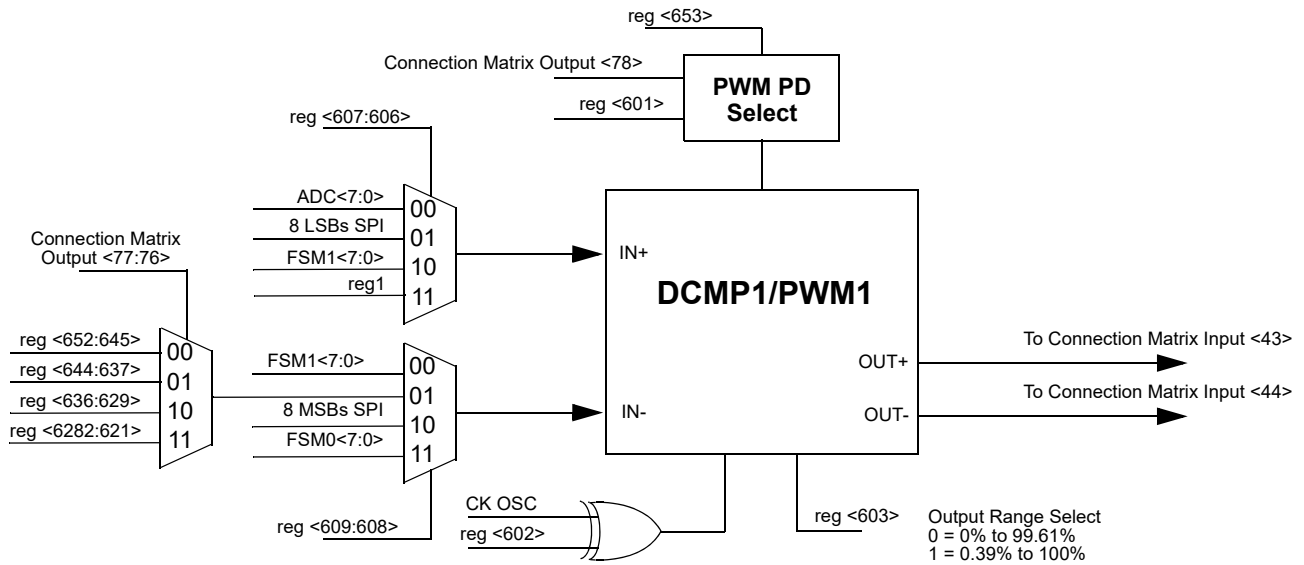 reg <653>
Connection Matrix Output <78>
reg <601>
PWM PD
Select
reg <607:606>
ADC<7:0>
8 LSBs SPI
FSM1<7:0>
reg1
00
01
10
11
IN+
Connection Matrix
Output <77:76>
reg <652:645>
reg <644:637>
reg <636:629>
reg <6282:621>
00
01
10
11
FSM1<7:0>
8 MSBs SPI
FSM0<7:0>
00
01
10
11
IN-
reg <609:608>
DCMP1/PWM1
OUT+
OUT-
To Connection Matrix Input <43>
To Connection Matrix Input <44>
CK OSC
reg <602>
reg <603>
Output Range Select
0 = 0% to 99.61%
1 = 0.39% to 100%